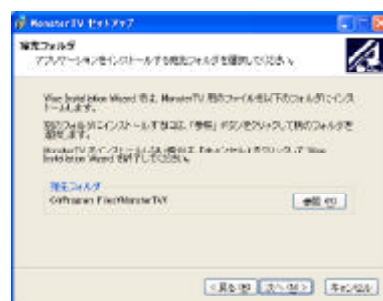 MonsterTV セットアップ
宛先フォルダ
アプリケーションをインストールする宛先フォルダを選択してください。
Wise Installation Wizard では、MonsterTV 用のファイルを以下のフォルダにインス
トールします。
別のフォルダにインストールするには、「参照」ボタンをクリックして別のフォルダを
選択します。
MonsterTV をインストールしない場合は、「キャンセル」をクリックして Wise
Installation Wizard を終了してください。
宛先フォルダ
C:\Program Files\MonsterTV\
参照(R)
< 戻る(B)
次へ(N) >
キャンセル